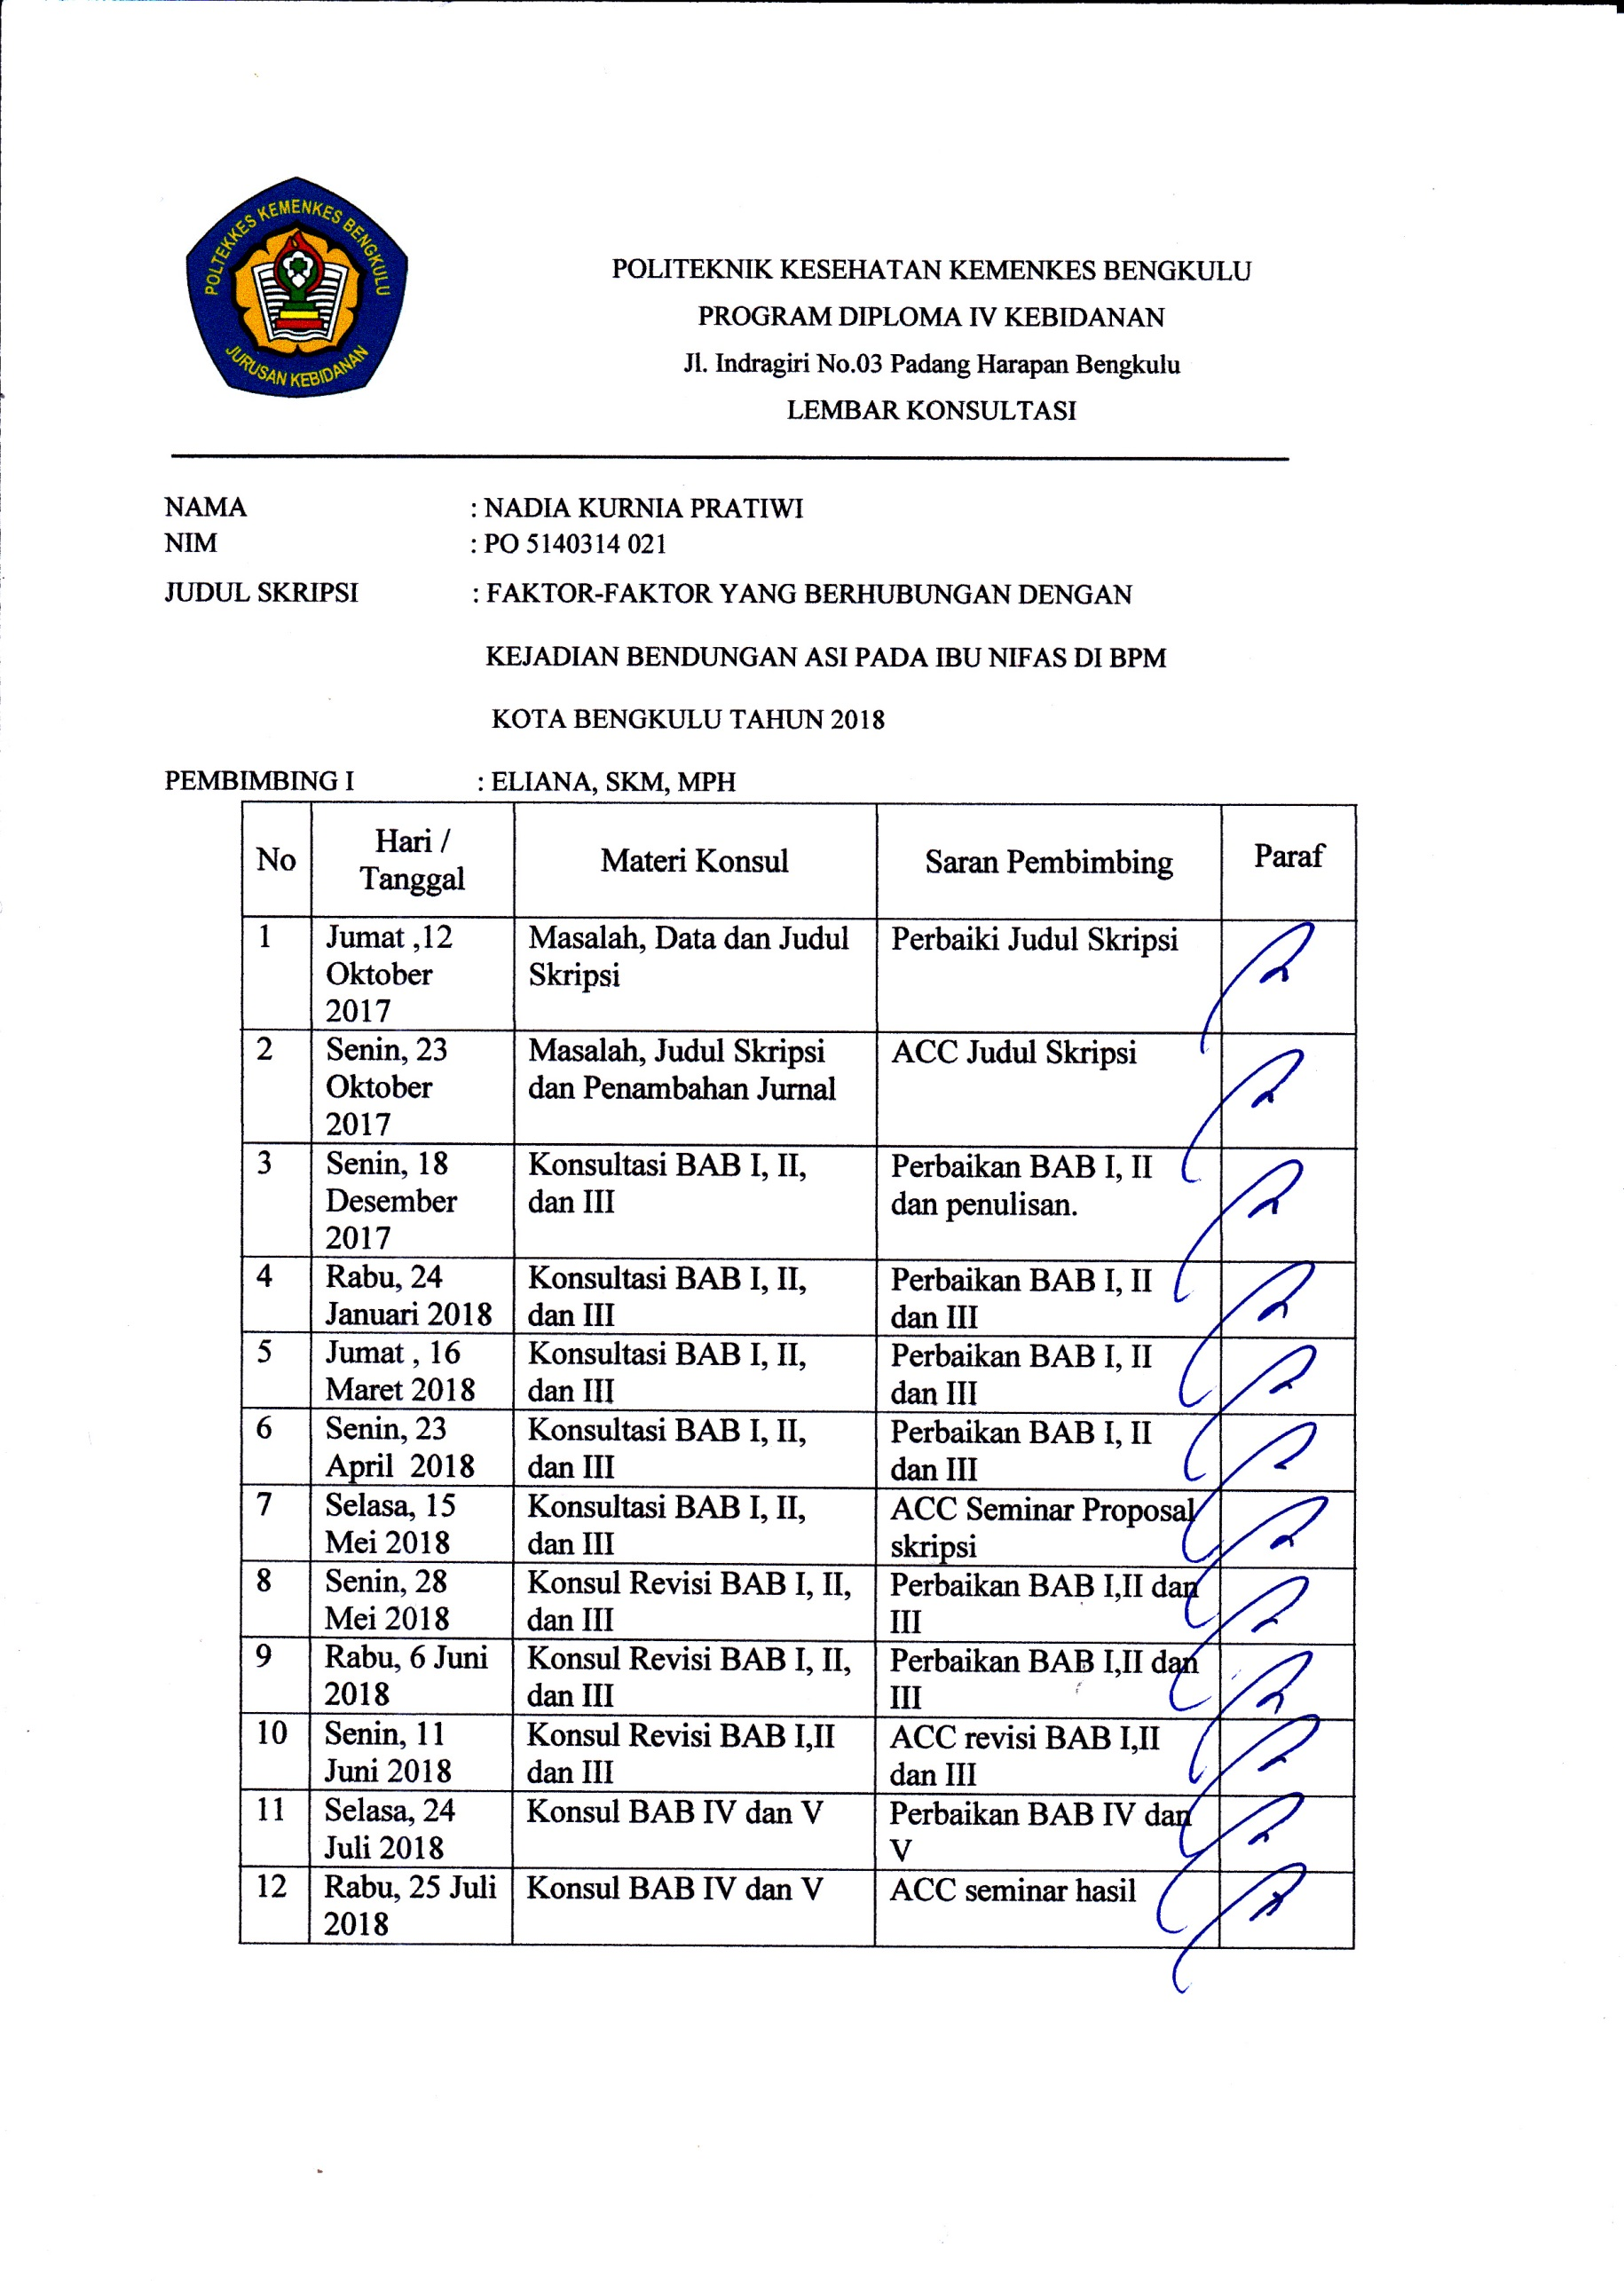 POLTEKKES KEMENKES BENGKULU
JURUSAN KEBIDANAN
POLITEKNIK KESEHATAN KEMENKES BENGKULU
PROGRAM DIPLOMA IV KEBIDANAN
Jl. Indragiri No.03 Padang Harapan Bengkulu
LEMBAR KONSULTASI
NAMA : NADIA KURNIA PRATIWI
NIM : PO 5140314 021
JUDUL SKRIPSI : FAKTOR-FAKTOR YANG BERHUBUNGAN DENGAN
KEJADIAN BENDUNGAN ASI PADA IBU NIFAS DI BPM
KOTA BENGKULU TAHUN 2018
PEMBIMBING I : ELIANA, SKM, MPH
No Hari / Materi Konsul Saran Pembimbing Paraf
Tanggal
1 Jumat ,12 Masalah, Data dan Judul Perbaiki Judul Skripsi
Oktober Skripsi
2017
2 Senin, 23 Masalah, Judul Skripsi ACC Judul Skripsi
Oktober dan Penambahan Jurnal
2017
3 Senin, 18 Konsultasi BAB I, II, Perbaikan BAB I, II
Desember dan III dan penulisan.
2017
4 Rabu, 24 Konsultasi BAB I, II, Perbaikan BAB I, II
Januari 2018 dan III dan III
5 Jumat , 16 Konsultasi BAB I, II, Perbaikan BAB I, II
Maret 2018 dan III dan III
6 Senin, 23 Konsultasi BAB I, II, Perbaikan BAB I, II
April 2018 dan III dan III
7 Selasa, 15 Konsultasi BAB I, II, ACC Seminar Proposal
Mei 2018 dan III skripsi
8 Senin, 28 Konsul Revisi BAB I, II, Perbaikan BAB I,II dan
Mei 2018 dan III III
9 Rabu, 6 Juni Konsul Revisi BAB I, II, Perbaikan BAB I,II dan
2018 dan III III
10 Senin, 11 Konsul Revisi BAB I,II ACC revisi BAB I,II
Juni 2018 dan III dan III
11 Selasa, 24 Konsul BAB IV dan V Perbaikan BAB IV dan
Juli 2018 V
12 Rabu, 25 Juli Konsul BAB IV dan V ACC seminar hasil
2018